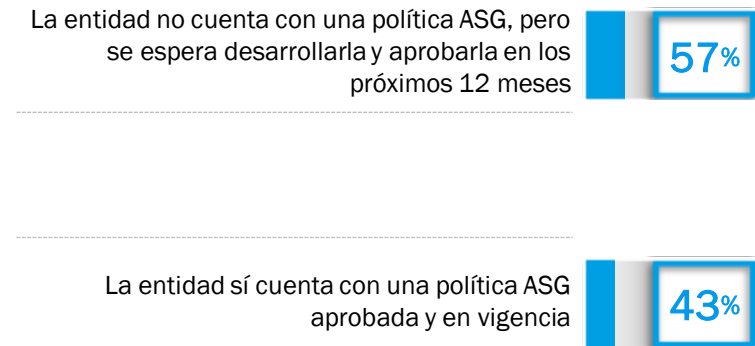 La entidad no cuenta con una política ASG, pero
se espera desarrollarla y aprobarla en los
próximos 12 meses
57%
La entidad sí cuenta con una política ASG
aprobada y en vigencia
43%